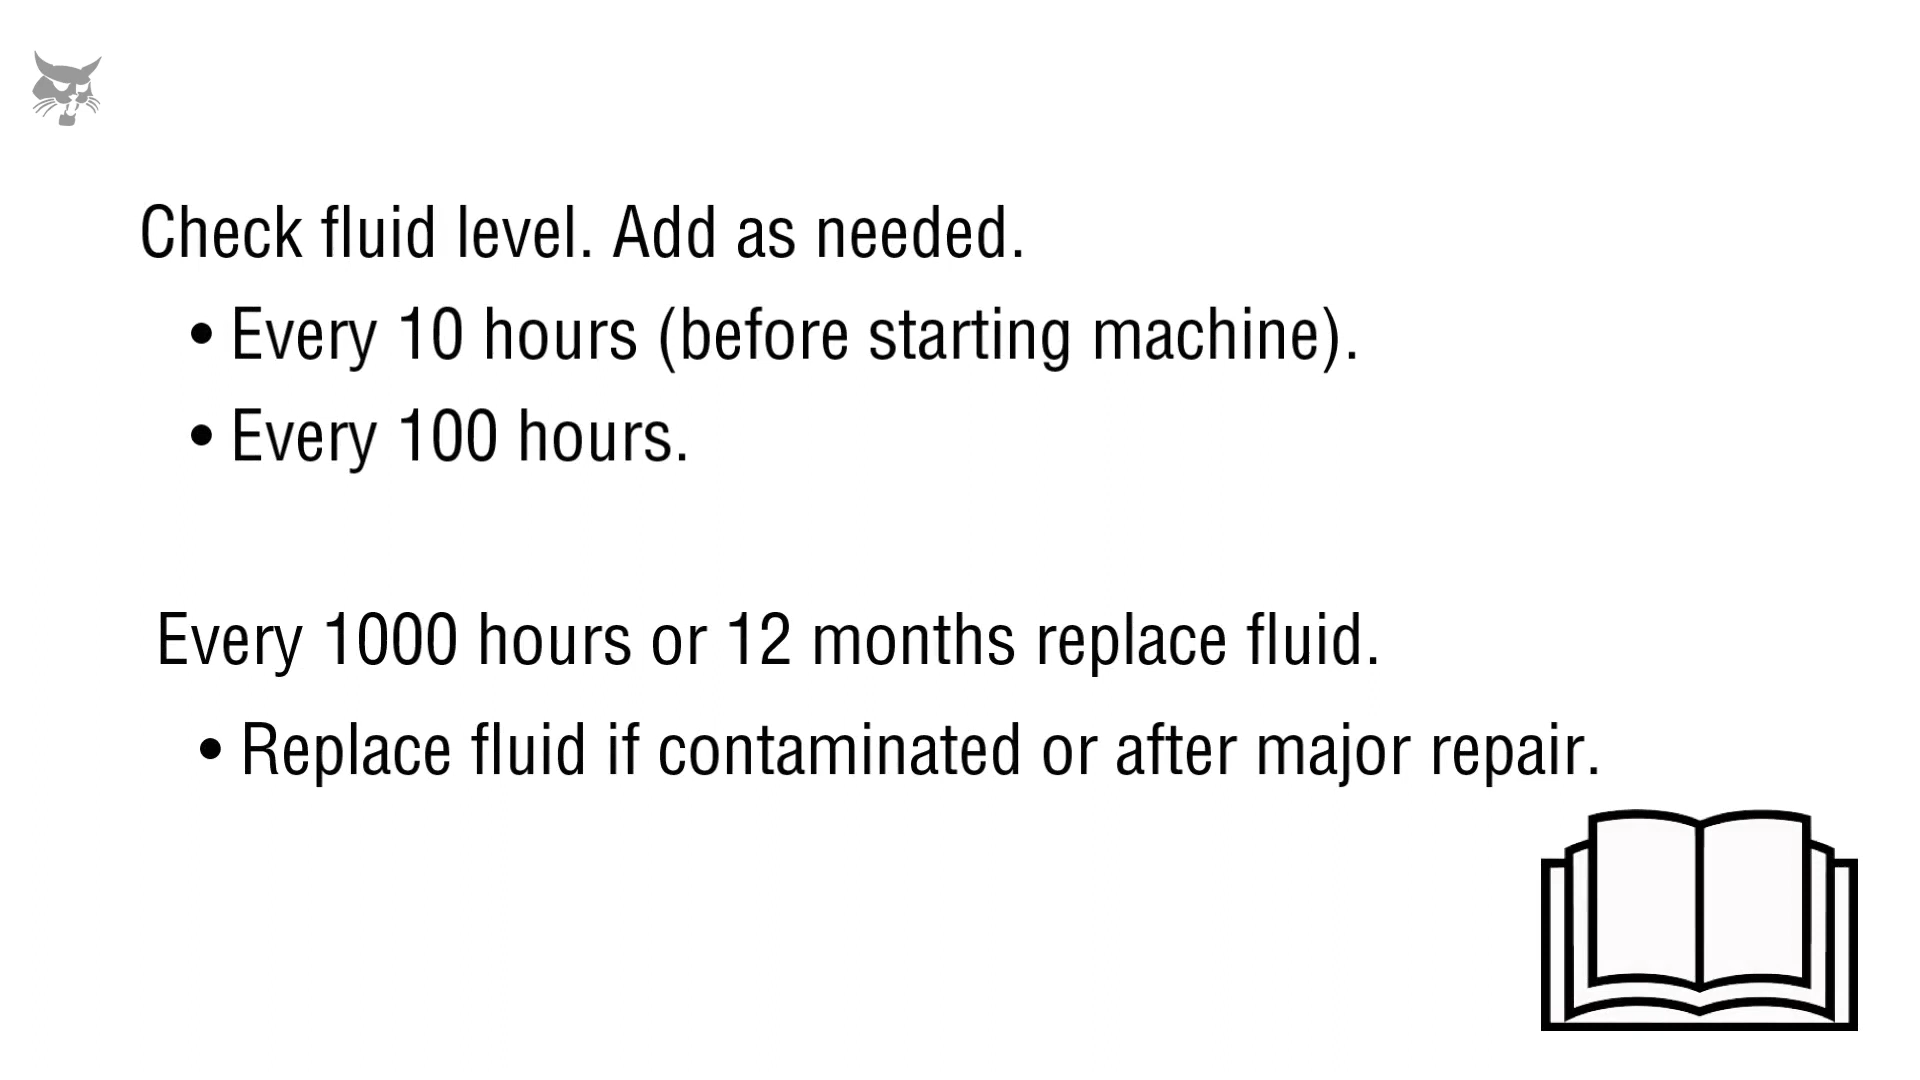 Check fluid level. Add as needed.
• Every 10 hours (before starting machine).
• Every 100 hours.
Every 1000 hours or 12 months replace fluid.
• Replace fluid if contaminated or after major repair.